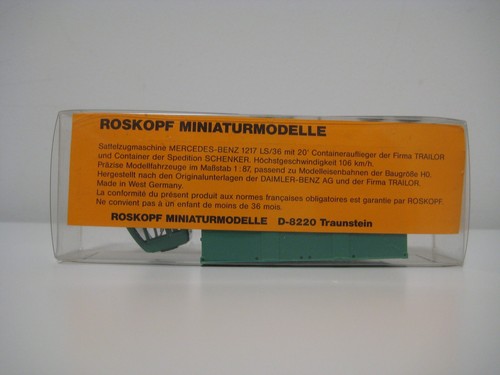 ROSKOPF MINIATURMODELLE
Sattelzugmaschine MERCEDES-BENZ 1217 LS/36 mit 20' Containerauflieger der Firma TRAILOR
und Container der Spedition SCHENKER. Höchstgeschwindigkeit 106 km/h.
Präzise Modellfahrzeuge im Maßstab 1:87, passend zu Modelleisenbahnen der Baugröße H0.
Hergestellt nach den Originalunterlagen der DAIMLER-BENZ AG und der Firma TRAILOR.
Made in West Germany.
La conformité du présent produit aux normes françaises obligatoires est garantie par ROSKOPF.
Ne convient pas à un enfant de moins de 36 mois.
ROSKOPF MINIATURMODELLE D-8220 Traunstein